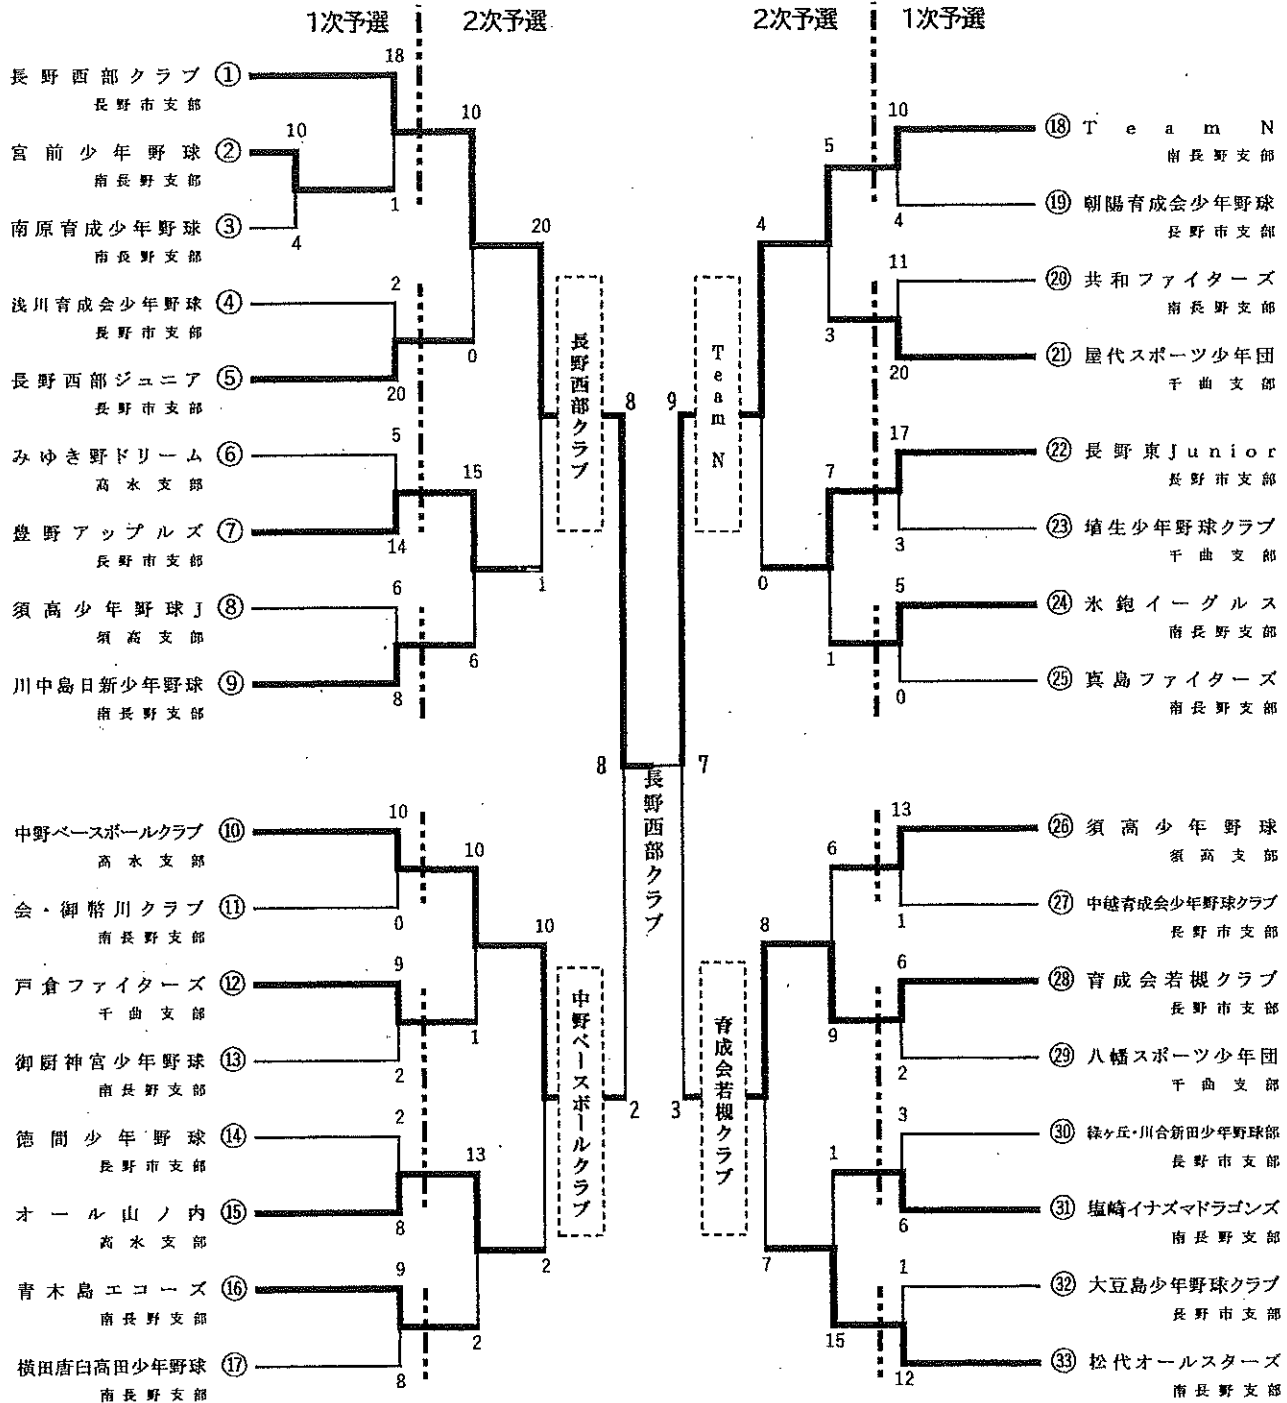 1次予選
2次予選
2次予選
1次予選
18
長野西部クラブ ①
長野市支部
10
10
宮前少年野球 ②
南長野支部
1
南原育成少年野球 ③
4
南長野支部
20
2
浅川育成会少年野球 ④
長野市支部
0
長野西部ジュニア ⑤
20
長野市支部
5
みゆき野ドリーム ⑥
高水支部
15
豊野アップルズ ⑦
14
長野市支部
1
6
須高少年野球J ⑧
須高支部
6
川中島日新少年野球 ⑨
8
南長野支部
長野西部クラブ
8
10
中野ベースボールクラブ ⑩
高水支部
10
会・御幣川クラブ ⑪
0
南長野支部
10
9
戸倉ファイターズ ⑫
千曲支部
1
御厨神宮少年野球 ⑬
2
南長野支部
2
徳間少年野球 ⑭
長野市支部
13
オール山ノ内 ⑮
8
高水支部
2
9
青木島エコーズ ⑯
南長野支部
2
横田唐臼高田少年野球 ⑰
8
南長野支部
中野ベースボールクラブ
2
8
長野西部クラブ
7
9
Team N
10
⑱ Team N
5
南長野支部
⑲ 朝陽育成会少年野球
4
長野市支部
4
11
⑳ 共和ファイターズ
南長野支部
3
㉑ 屋代スポーツ少年団
20
千曲支部
17
㉒ 長野東Junior
長野市支部
7
㉓ 埴生少年野球クラブ
3
千曲支部
0
5
㉔ 氷鉋イーグルス
南長野支部
1
㉕ 真島ファイターズ
0
南長野支部
13
㉖ 須高少年野球
須高支部
6
㉗ 中越育成会少年野球クラブ
1
長野市支部
8
6
㉘ 育成会若槻クラブ
長野市支部
9
㉙ 八幡スポーツ少年団
2
千曲支部
3
育成会若槻クラブ
3
㉚ 緑ヶ丘・川合新田少年野球部
長野市支部
1
㉛ 塩崎イナズマドラゴンズ
6
南長野支部
7
1
㉜ 大豆島少年野球クラブ
長野市支部
15
㉝ 松代オールスターズ
12
南長野支部